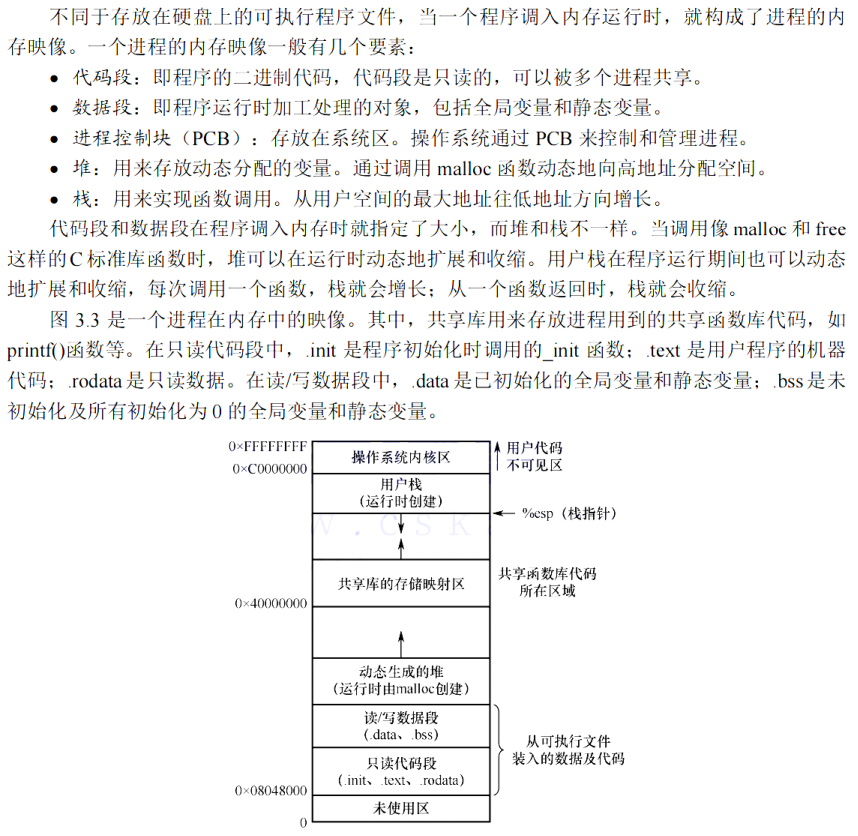 不同于存放在硬盘上的可执行程序文件，当一个程序调入内存运行时，就构成了进程的内
存映像。一个进程的内存映像一般有几个要素：
● 代码段：即程序的二进制代码，代码段是只读的，可以被多个进程共享。
● 数据段：即程序运行时加工处理的对象，包括全局变量和静态变量。
● 进程控制块（PCB）：存放在系统区。操作系统通过 PCB 来控制和管理进程。
● 堆：用来存放动态分配的变量。通过调用 malloc 函数动态地向高地址分配空间。
● 栈：用来实现函数调用。从用户空间的最大地址往低地址方向增长。
代码段和数据段在程序调入内存时就指定了大小，而堆和栈不一样。当调用像 malloc 和 free
这样的 C 标准库函数时，堆可以在运行时动态地扩展和收缩。用户栈在程序运行期间也可以动态
地扩展和收缩，每次调用一个函数，栈就会增长；从一个函数返回时，栈就会收缩。
图 3.3 是一个进程在内存中的映像。其中，共享库用来存放进程用到的共享函数库代码，如
printf()函数等。在只读代码段中，.init 是程序初始化时调用的_init 函数；.text 是用户程序的机器
代码；.rodata 是只读数据。在读/写数据段中，.data 是已初始化的全局变量和静态变量；.bss 是未
初始化及所有初始化为 0 的全局变量和静态变量。
0×FFFFFFFF
操作系统内核区
用户代码
不可见区
0×C0000000
用户栈
（运行时创建）
%esp（栈指针）
W.CSK
共享库的存储映射区
共享函数库代码
所在区域
0×40000000
动态生成的堆
（运行时由malloc创建）
读/写数据段
（.data、.bss）
从可执行文件
装入的数据及代码
只读代码段
（.init、.text、.rodata）
0×08048000
未使用区
0